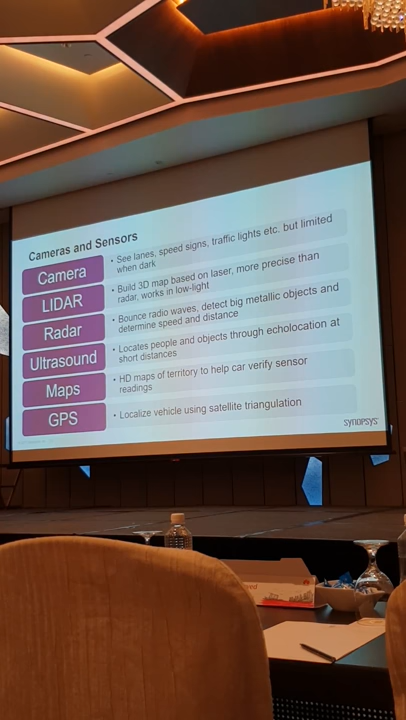 Cameras and Sensors
Camera
• See lanes, speed signs, traffic lights etc. but limited
when dark
LIDAR
• Build 3D map based on laser, more precise than
radar, works in low-light
Radar
• Bounce radio waves, detect big metallic objects and
determine speed and distance
Ultrasound
• Locates people and objects through echolocation at
short distances
Maps
• HD maps of territory to help car verify sensor
readings
GPS
• Localize vehicle using satellite triangulation
SYNOPSYS